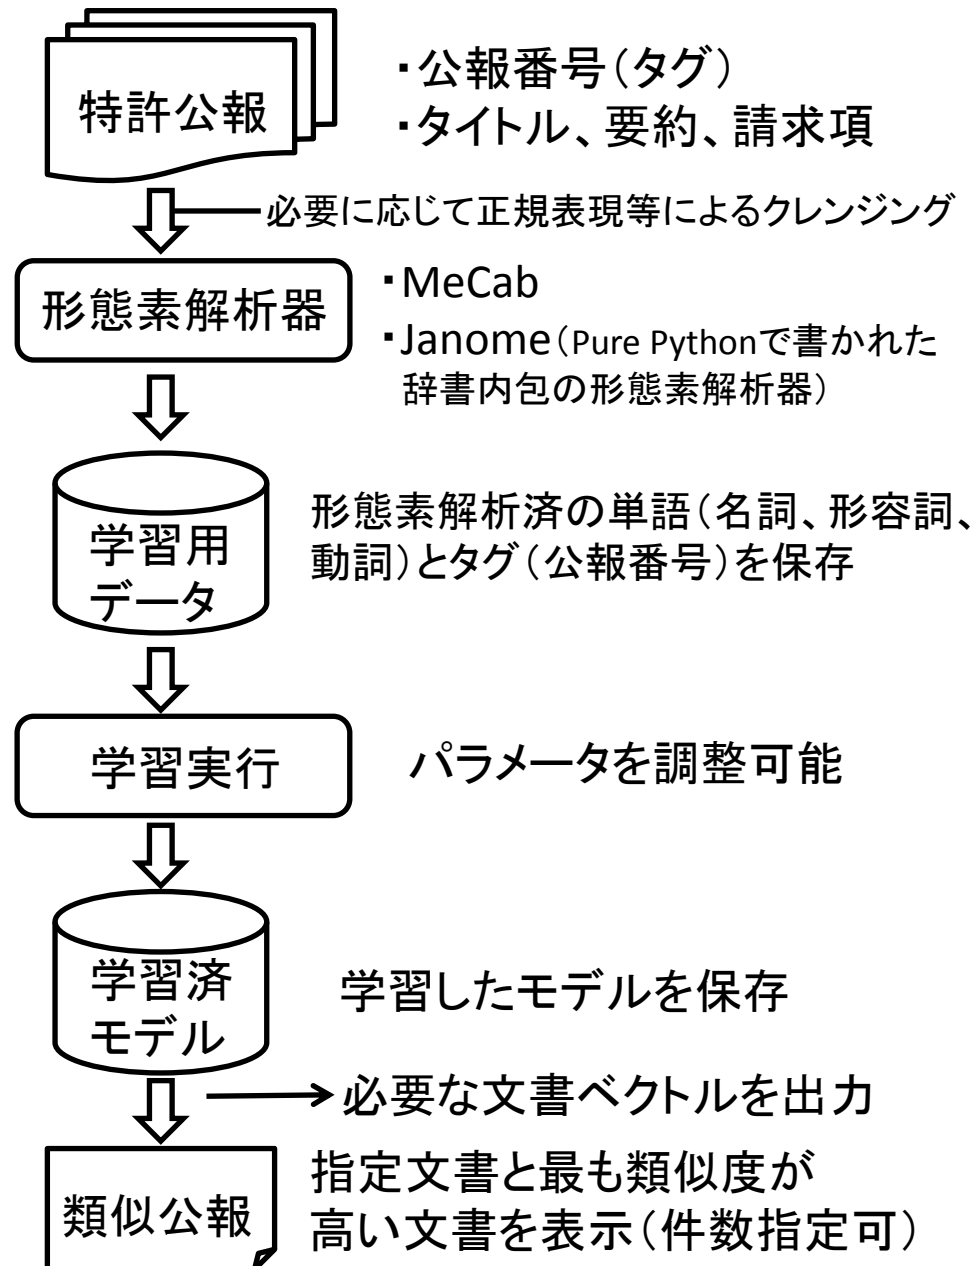 特許公報
・公報番号（タグ）
・タイトル、要約、請求項
必要に応じて正規表現等によるクレンジング
形態素解析器
・MeCab
・Janome（Pure Pythonで書かれた
辞書内包の形態素解析器）
学習用
データ
形態素解析済の単語（名詞、形容詞、
動詞）とタグ（公報番号）を保存
学習実行
パラメータを調整可能
学習済
モデル
学習したモデルを保存
必要な文書ベクトルを出力
類似公報
指定文書と最も類似度が
高い文書を表示（件数指定可）